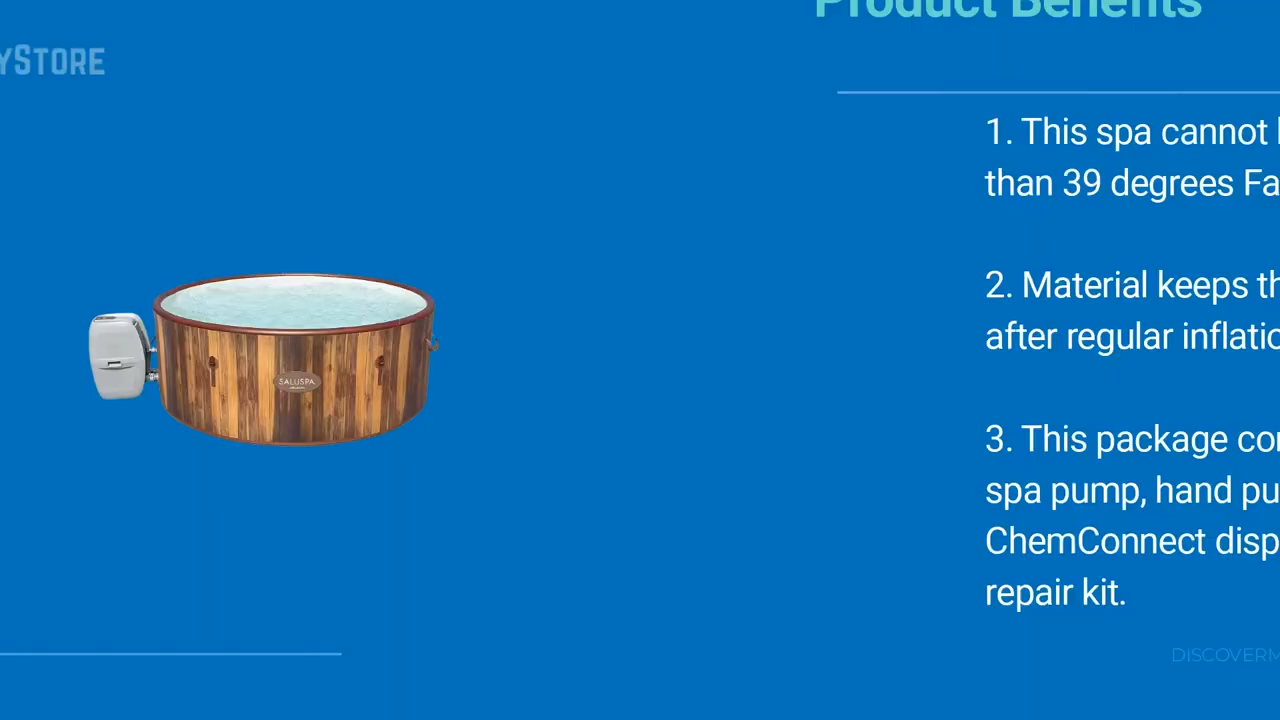 Product Benefits
YSTORE
1. This spa cannot
than 39 degrees Fa
2. Material keeps th
after regular inflatio
3. This package con
spa pump, hand pu
ChemConnect disp
repair kit.
SALUSPA
DISCOVERM